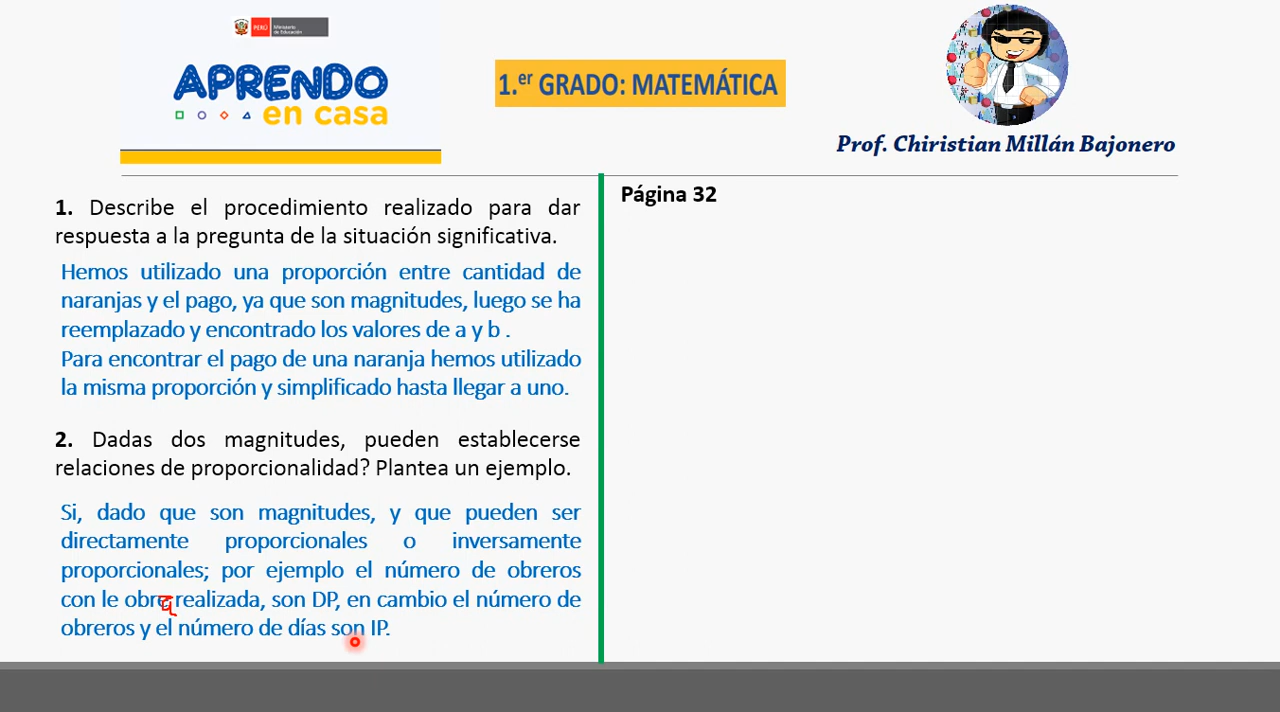 PERÚ Ministerio
de Educación
APRENDO
en casa
1.er GRADO: MATEMÁTICA
Prof. Chiristian Millán Bajonero
1. Describe el procedimiento realizado para dar
respuesta a la pregunta de la situación significativa.
Hemos utilizado una proporción entre cantidad de
naranjas y el pago, ya que son magnitudes, luego se ha
reemplazado y encontrado los valores de a y b .
Para encontrar el pago de una naranja hemos utilizado
la misma proporción y simplificado hasta llegar a uno.
2. Dadas dos magnitudes, pueden establecerse
relaciones de proporcionalidad? Plantea un ejemplo.
Si, dado que son magnitudes, y que pueden ser
directamente proporcionales o inversamente
proporcionales; por ejemplo el número de obreros
con le obre realizada, son DP, en cambio el número de
obreros y el número de días son IP.
Página 32